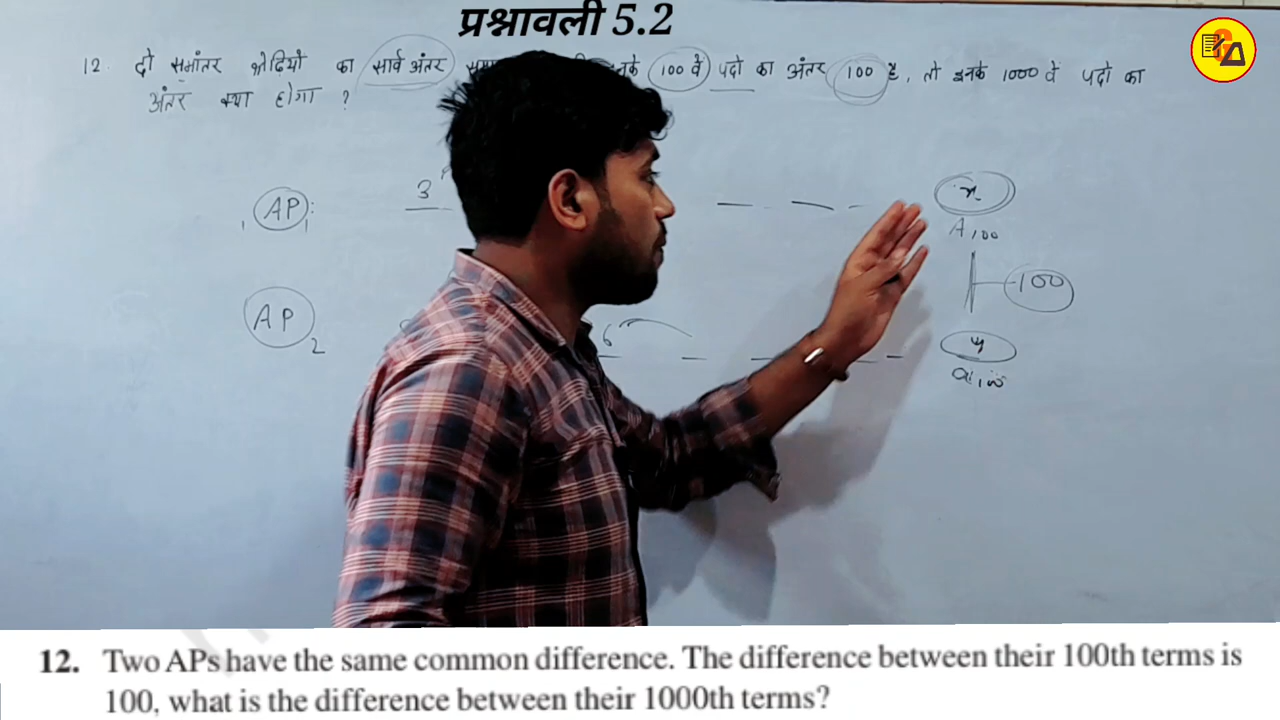 प्रश्नावली 5.2
12. दो समांतर श्रेढियों का सार्व अंतर 100 वें पदों का अंतर 100 है, तो इनके 1000 वें पदों का
अंतर क्या होगा ?
AP1 3 x
A100
100
AP2 6 y
a100
12. Two APs have the same common difference. The difference between their 100th terms is
100, what is the difference between their 1000th terms?